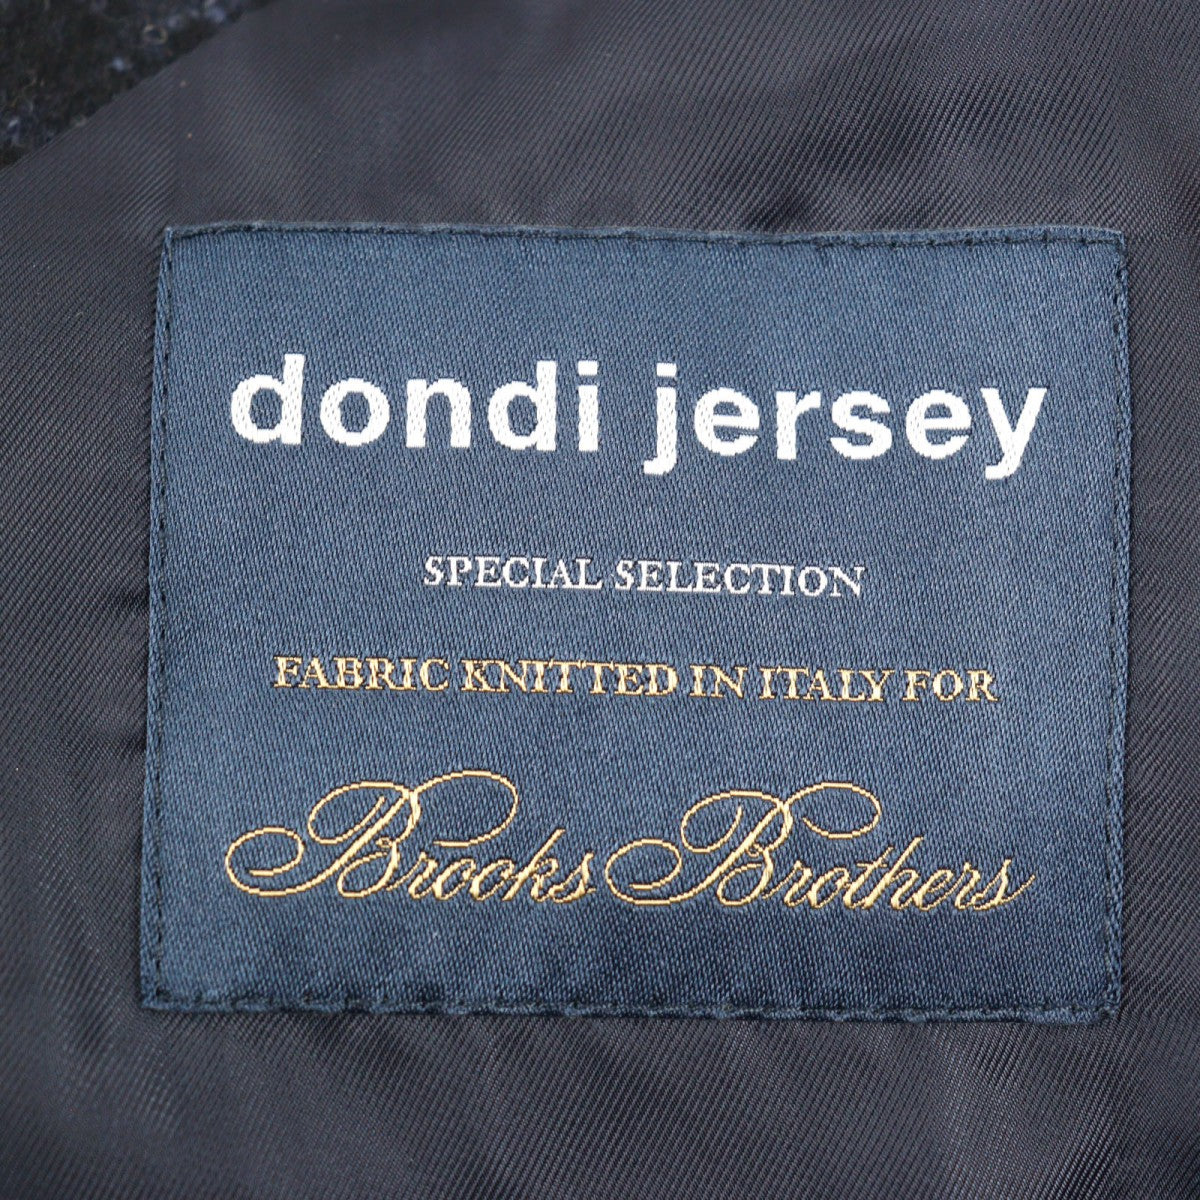 dondi jersey
SPECIAL SELECTION
FABRIC KNITTED IN ITALY FOR
Brooks Brothers